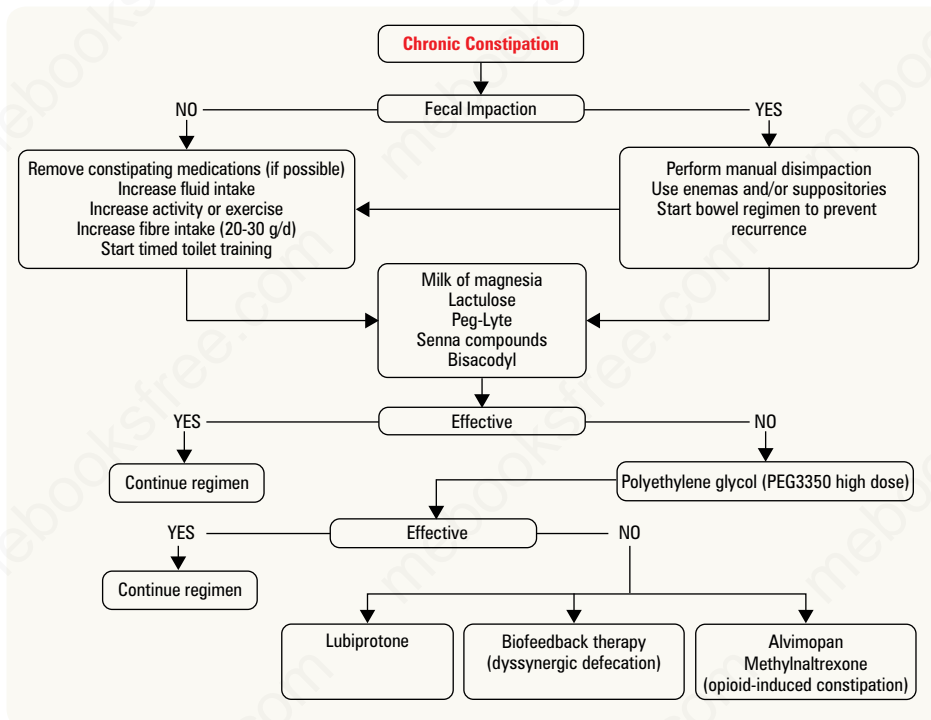 Chronic Constipation
Fecal Impaction
NO
YES
Remove constipating medications (if possible)
Increase fluid intake
Increase activity or exercise
Increase fibre intake (20-30 g/d)
Start timed toilet training
Perform manual disimpaction
Use enemas and/or suppositories
Start bowel regimen to prevent
recurrence
Milk of magnesia
Lactulose
Peg-Lyte
Senna compounds
Bisacodyl
Effective
YES
NO
Continue regimen
Polyethylene glycol (PEG3350 high dose)
Effective
YES
NO
Continue regimen
Lubiprotone
Biofeedback therapy
(dyssynergic defecation)
Alvimopan
Methylnaltrexone
(opioid-induced constipation)
mebooksfree.com